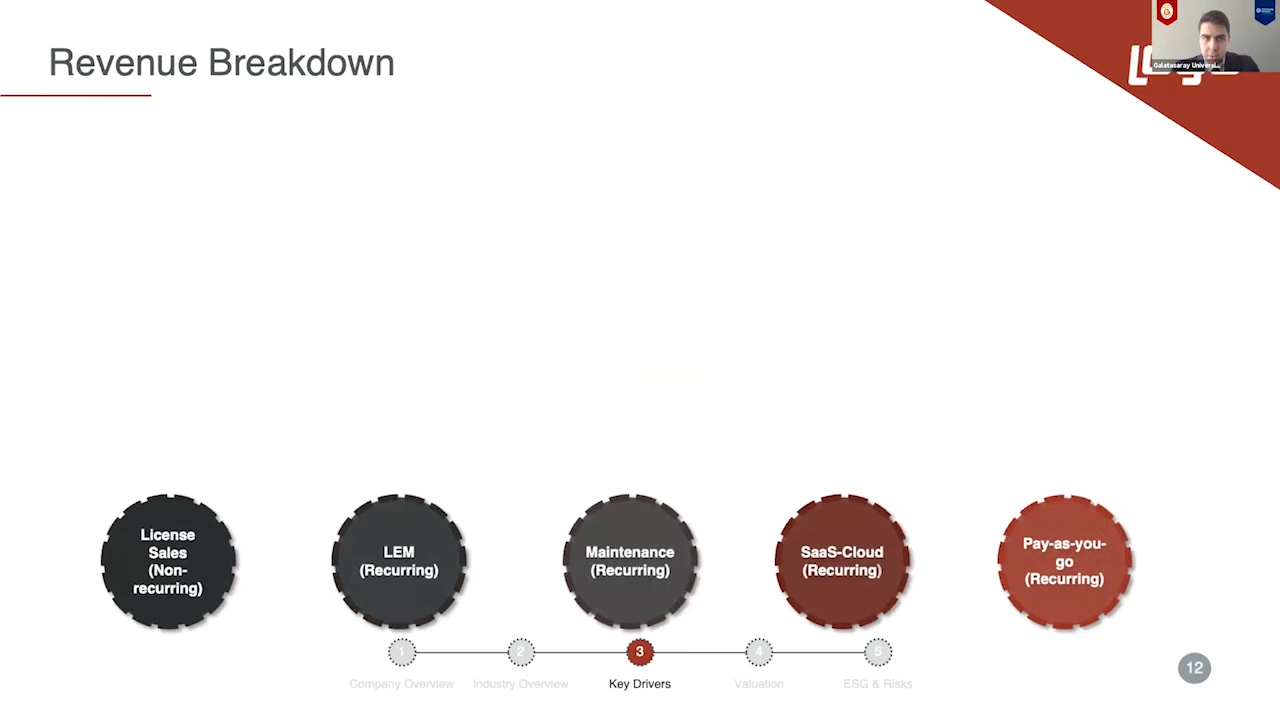 Revenue Breakdown
Galatasaray Universi...
License
Sales
(Non-
recurring)
LEM
(Recurring)
Maintenance
(Recurring)
SaaS-Cloud
(Recurring)
Pay-as-you-
go
(Recurring)
1
2
3
4
5
Company Overview
Industry Overview
Key Drivers
Valuation
ESG & Risks
12